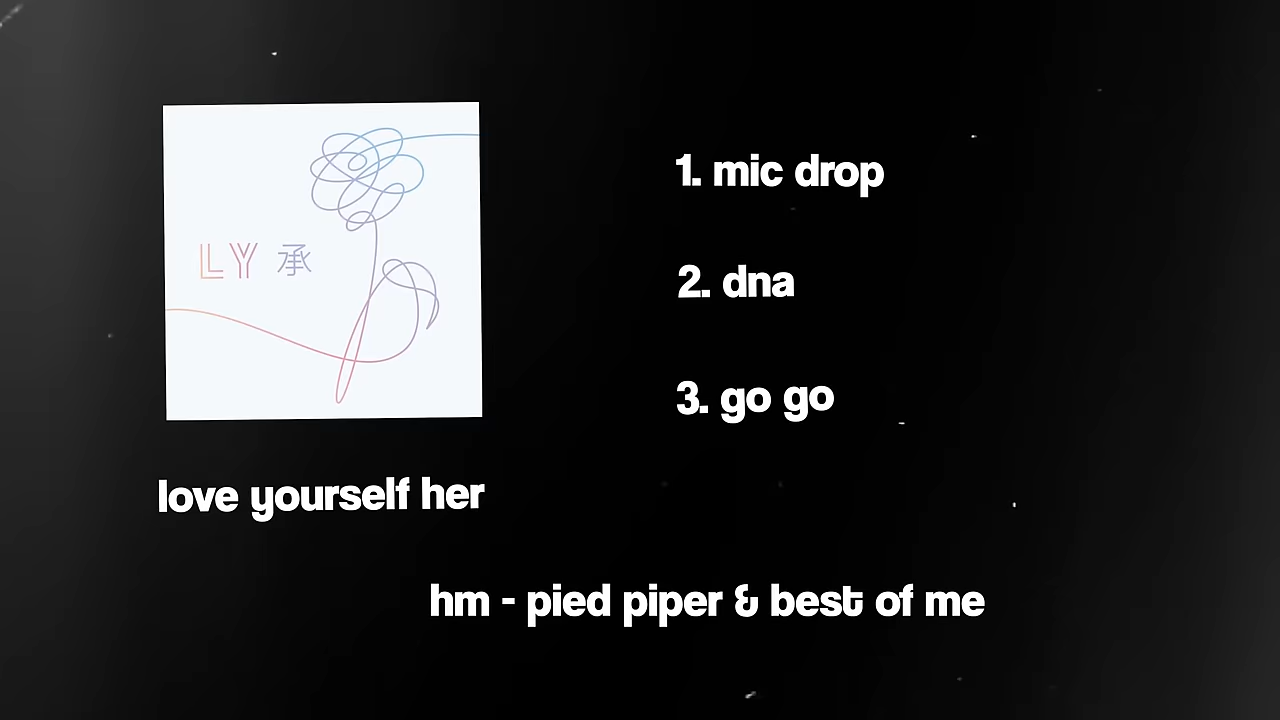 LY 承
love yourself her
1. mic drop
2. dna
3. go go
hm - pied piper & best of me